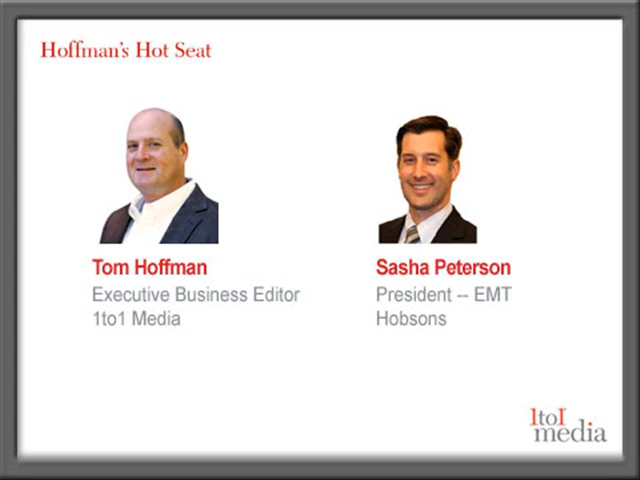 Hoffman's Hot Seat
Tom Hoffman
Executive Business Editor
1to1 Media
Sasha Peterson
President -- EMT
Hobsons
1to1
media